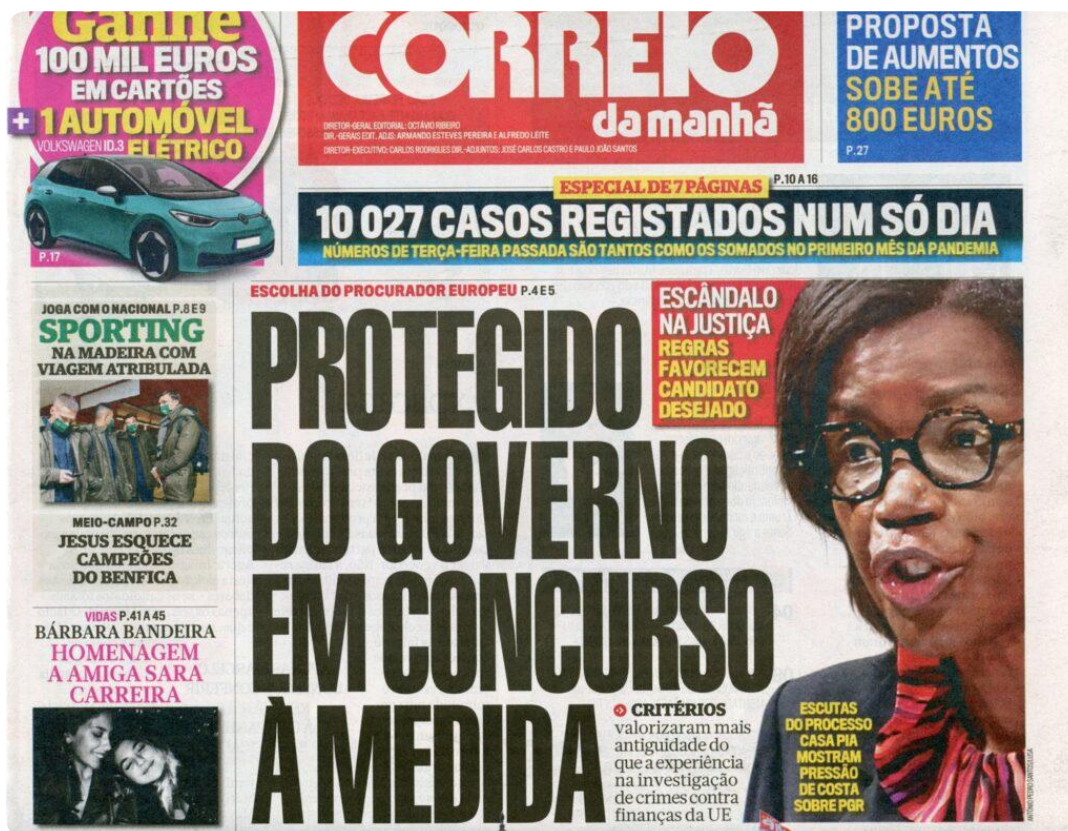 Ganhe
100 MIL EUROS
EM CARTÕES
+ 1 AUTOMÓVEL
VOLKSWAGEN ID.3 ELÉTRICO
P.17
CORREIO
da manhã
DIRETOR-GERAL EDITORIAL: OCTÁVIO RIBEIRO
DIR.-GERAIS EDIT. ADJS: ARMANDO ESTEVES PEREIRA E ALFREDO LEITE
DIRETOR-EXECUTIVO: CARLOS RODRIGUES DIR.-ADJUNTOS: JOSÉ CARLOS CASTRO E PAULO JOÃO SANTOS
PROPOSTA
DE AUMENTOS
SOBE ATÉ
800 EUROS
P.27
ESPECIAL DE 7 PÁGINAS P.10 A 16
10 027 CASOS REGISTADOS NUM SÓ DIA
NÚMEROS DE TERÇA-FEIRA PASSADA SÃO TANTOS COMO OS SOMADOS NO PRIMEIRO MÊS DA PANDEMIA
JOGA COM O NACIONAL P.8 E 9
SPORTING
NA MADEIRA COM
VIAGEM ATRIBULADA
MEIO-CAMPO P.32
JESUS ESQUECE
CAMPEÕES
DO BENFICA
VIDAS P.41 A 45
BÁRBARA BANDEIRA
HOMENAGEM
A AMIGA SARA
CARREIRA
ESCOLHA DO PROCURADOR EUROPEU P.4 E 5
PROTEGIDO
DO GOVERNO
EM CONCURSO
À MEDIDA
ESCÂNDALO
NA JUSTIÇA
REGRAS
FAVORECEM
CANDIDATO
DESEJADO
CRITÉRIOS
valorizaram mais
antiguidade do
que a experiência
na investigação
de crimes contra
finanças da UE
ESCUTAS
DO PROCESSO
CASA PIA
MOSTRAM
PRESSÃO
DE COSTA
SOBRE PGR
ANTÓNIO PEDRO SANTOS/LUSA